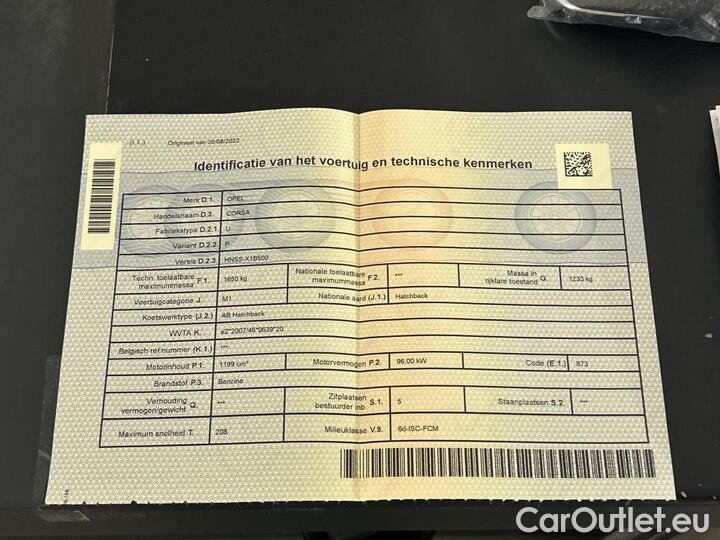 (I.1.) Origineel van 30/08/2022
Identificatie van het voertuig en technische kenmerken
Merk D.1. OPEL
Handelsnaam D.3. CORSA
Fabriekstype D.2.1. U
Variant D.2.2. P
Versie D.2.3. HNSS-X1B500
Techn. toelaatbare maximummassa F.1. 1650 kg Nationale toelaatbare maximummassa F.2. *** Massa in rijklare toestand G. 1233 kg
Voertuigcategorie J. M1 Nationale aard (J.1.) Hatchback
Koetswerktype (J.2.) AB Hatchback
WVTA K. e2*2007/46*0639*20
Belgisch ref nummer (K.1.) ***
Motorinhoud P.1. 1199 cm³ Motorvermogen P.2. 96,00 kW Code (E.1.) 873
Brandstof P.3. Benzine
Verhouding vermogen/gewicht Q. *** Zitplaatsen bestuurder inb S.1. 5 Staanplaatsen S.2. ***
Maximum snelheid T. 208 Milieuklasse V.9. 6d-ISC-FCM
CarOutlet.eu